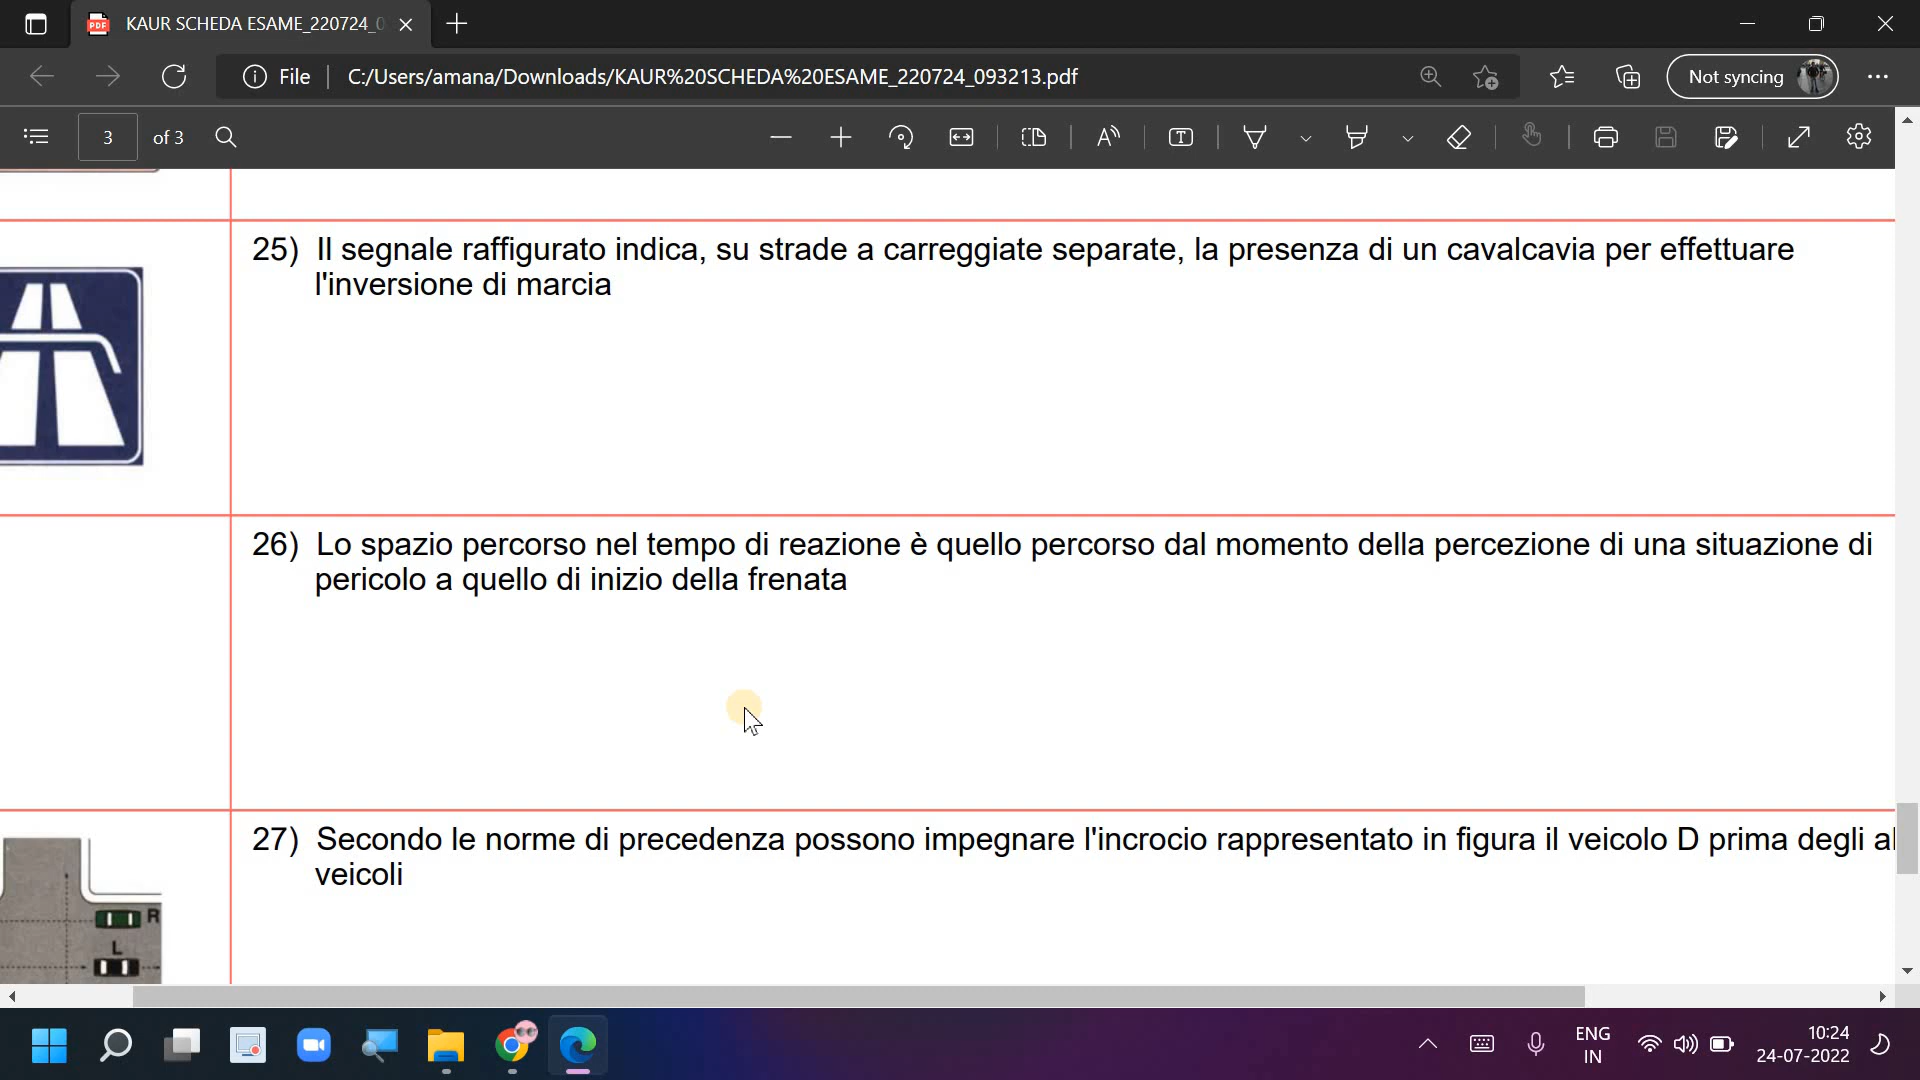 KAUR SCHEDA ESAME_220724_0
File
C:/Users/amana/Downloads/KAUR%20SCHEDA%20ESAME_220724_093213.pdf
Not syncing
3 of 3
25) Il segnale raffigurato indica, su strade a carreggiate separate, la presenza di un cavalcavia per effettuare
l'inversione di marcia
26) Lo spazio percorso nel tempo di reazione è quello percorso dal momento della percezione di una situazione di
pericolo a quello di inizio della frenata
27) Secondo le norme di precedenza possono impegnare l'incrocio rappresentato in figura il veicolo D prima degli
veicoli
R
L
ENG
IN
10:24
24-07-2022